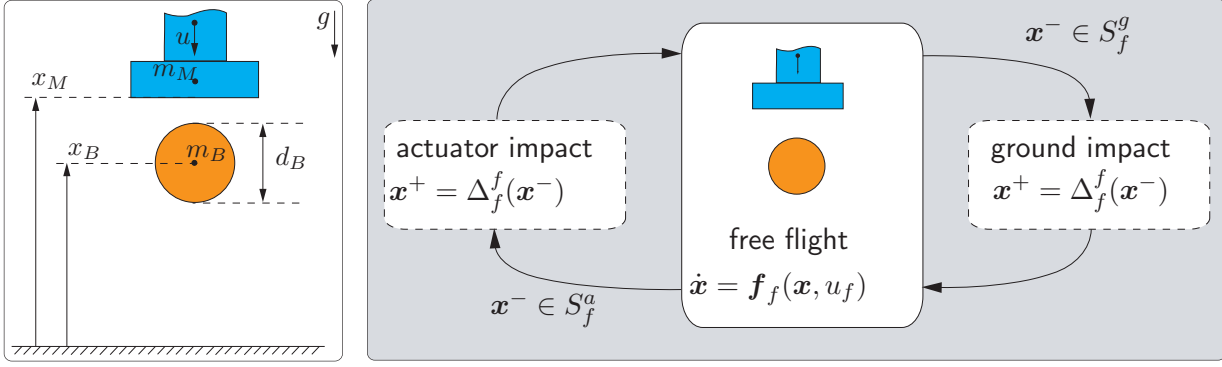 g
u
m_M
x_M
x_B
m_B
d_B
x⁻ ∈ S_f^g
actuator impact
x⁺ = Δ_f^f(x⁻)
ground impact
x⁺ = Δ_f^f(x⁻)
free flight
ẋ = f_f(x, u_f)
x⁻ ∈ S_f^a